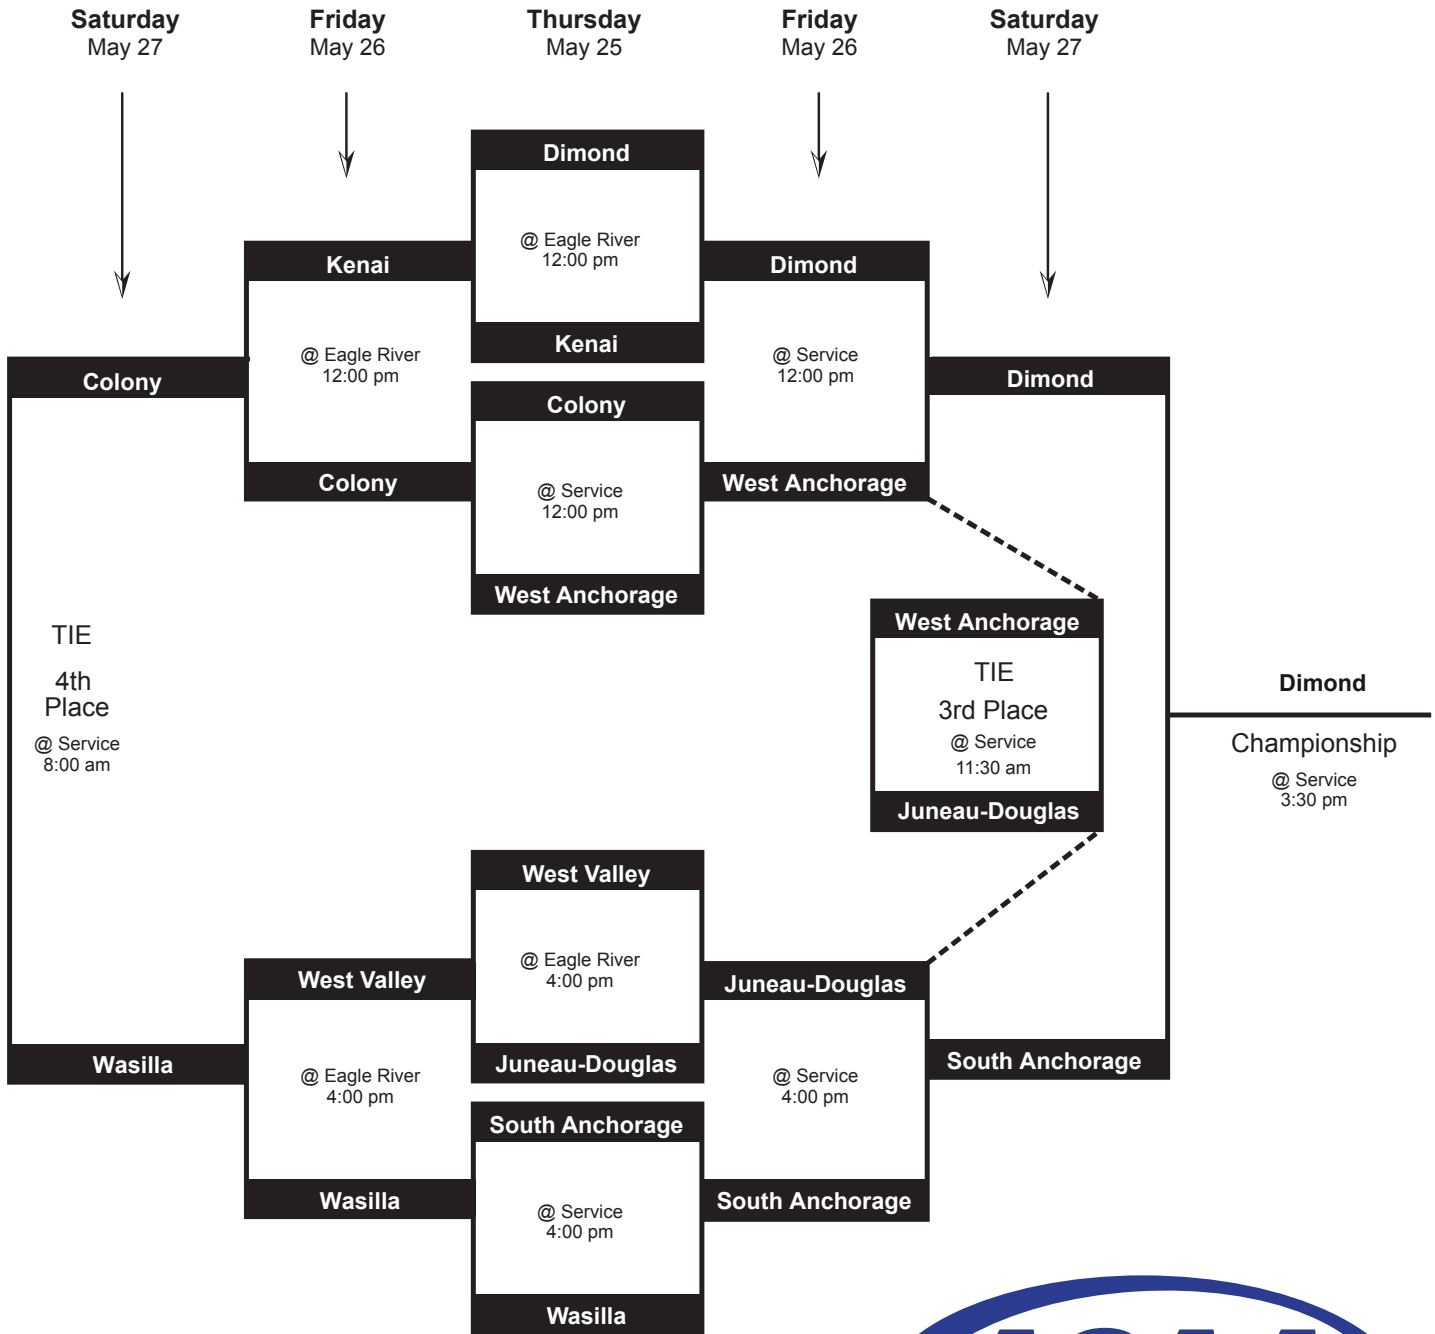 Saturday
May 27
Friday
May 26
Thursday
May 25
Friday
May 26
Saturday
May 27
Dimond
@ Eagle River
12:00 pm
Kenai
Kenai
@ Eagle River
12:00 pm
Colony
Dimond
@ Service
12:00 pm
West Anchorage
Colony
@ Service
12:00 pm
West Anchorage
Colony
Dimond
TIE
4th
Place
@ Service
8:00 am
West Anchorage
TIE
3rd Place
@ Service
11:30 am
Juneau-Douglas
Dimond
Championship
@ Service
3:30 pm
West Valley
@ Eagle River
4:00 pm
Juneau-Douglas
West Valley
@ Eagle River
4:00 pm
Wasilla
Juneau-Douglas
@ Service
4:00 pm
South Anchorage
Wasilla
South Anchorage
South Anchorage
@ Service
4:00 pm
Wasilla